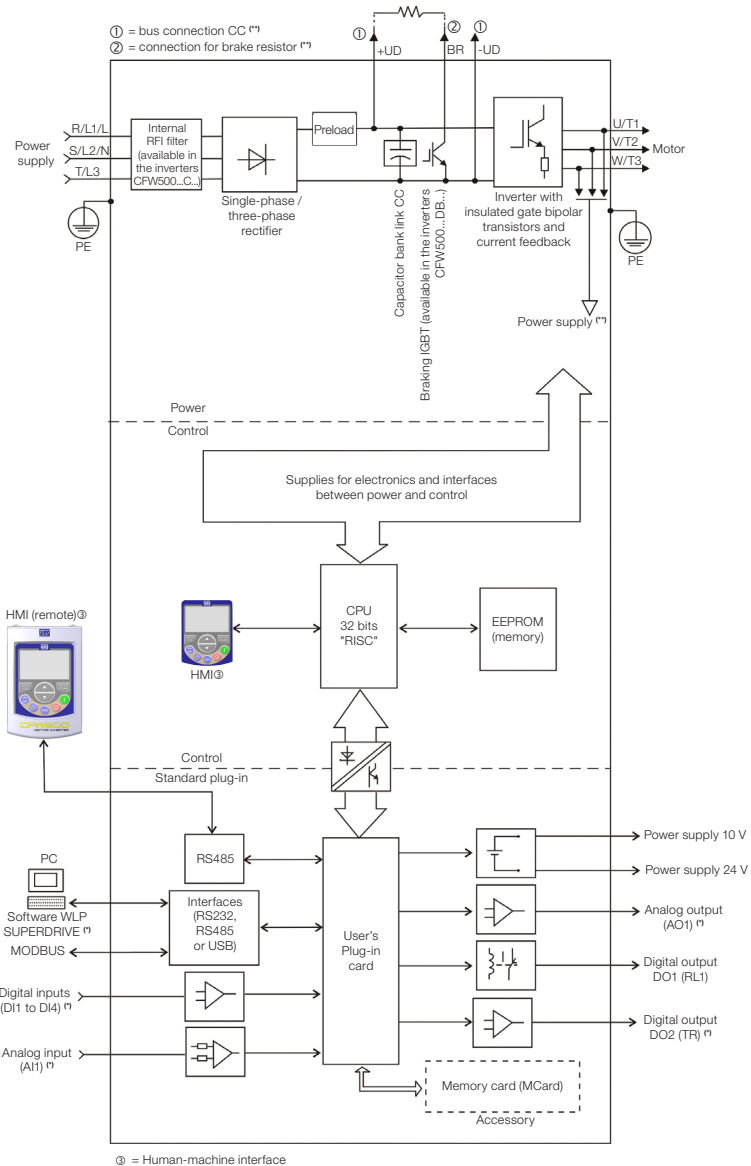 ① = bus connection CC (**)
② = connection for brake resistor (**)
①
②
①
+UD
BR
-UD
Power
supply
R/L1/L
S/L2/N
T/L3
PE
Internal
RFI filter
(available in
the inverters
CFW500...C...)
Single-phase /
three-phase
rectifier
Preload
Capacitor bank link CC
Braking IGBT (available in the inverters
CFW500...DB...)
Inverter with
insulated gate bipolar
transistors and
current feedback
U/T1
V/T2
W/T3
Motor
PE
Power supply (**)
Power
Control
Supplies for electronics and interfaces
between power and control
CPU
32 bits
"RISC"
EEPROM
(memory)
HMI③
HMI (remote)③
CFW500
VECTOR INVERTER
Control
Standard plug-in
RS485
PC
Software WLP
SUPERDRIVE (*)
MODBUS
Interfaces
(RS232,
RS485
or USB)
Digital inputs
(DI1 to DI4) (*)
Analog input
(AI1) (*)
User's
Plug-in
card
Power supply 10 V
Power supply 24 V
Analog output
(AO1) (*)
Digital output
DO1 (RL1)
Digital output
DO2 (TR) (*)
Memory card (MCard)
Accessory
③ = Human-machine interface